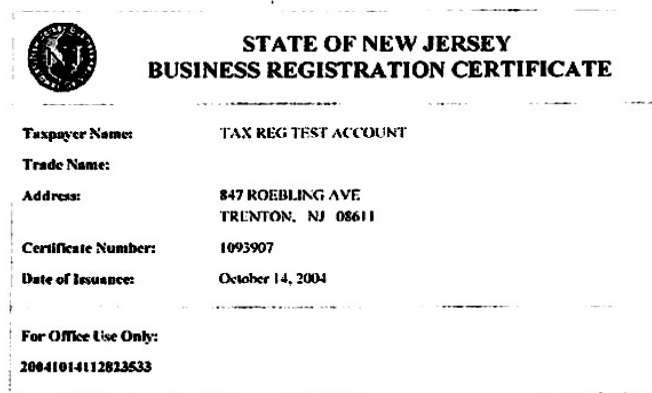 NJ
STATE OF NEW JERSEY
BUSINESS REGISTRATION CERTIFICATE
Taxpayer Name: TAX REG TEST ACCOUNT
Trade Name:
Address: 847 ROEBLING AVE
TRENTON, NJ 08611
Certificate Number: 1093907
Date of Issuance: October 14, 2004
For Office Use Only:
20041014112823533